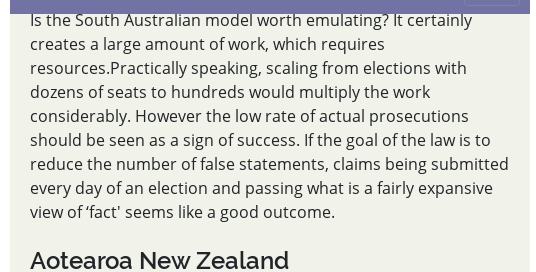 Is the South Australian model worth emulating? It certainly
creates a large amount of work, which requires
resources.Practically speaking, scaling from elections with
dozens of seats to hundreds would multiply the work
considerably. However the low rate of actual prosecutions
should be seen as a sign of success. If the goal of the law is to
reduce the number of false statements, claims being submitted
every day of an election and passing what is a fairly expansive
view of ‘fact' seems like a good outcome.
Aotearoa New Zealand